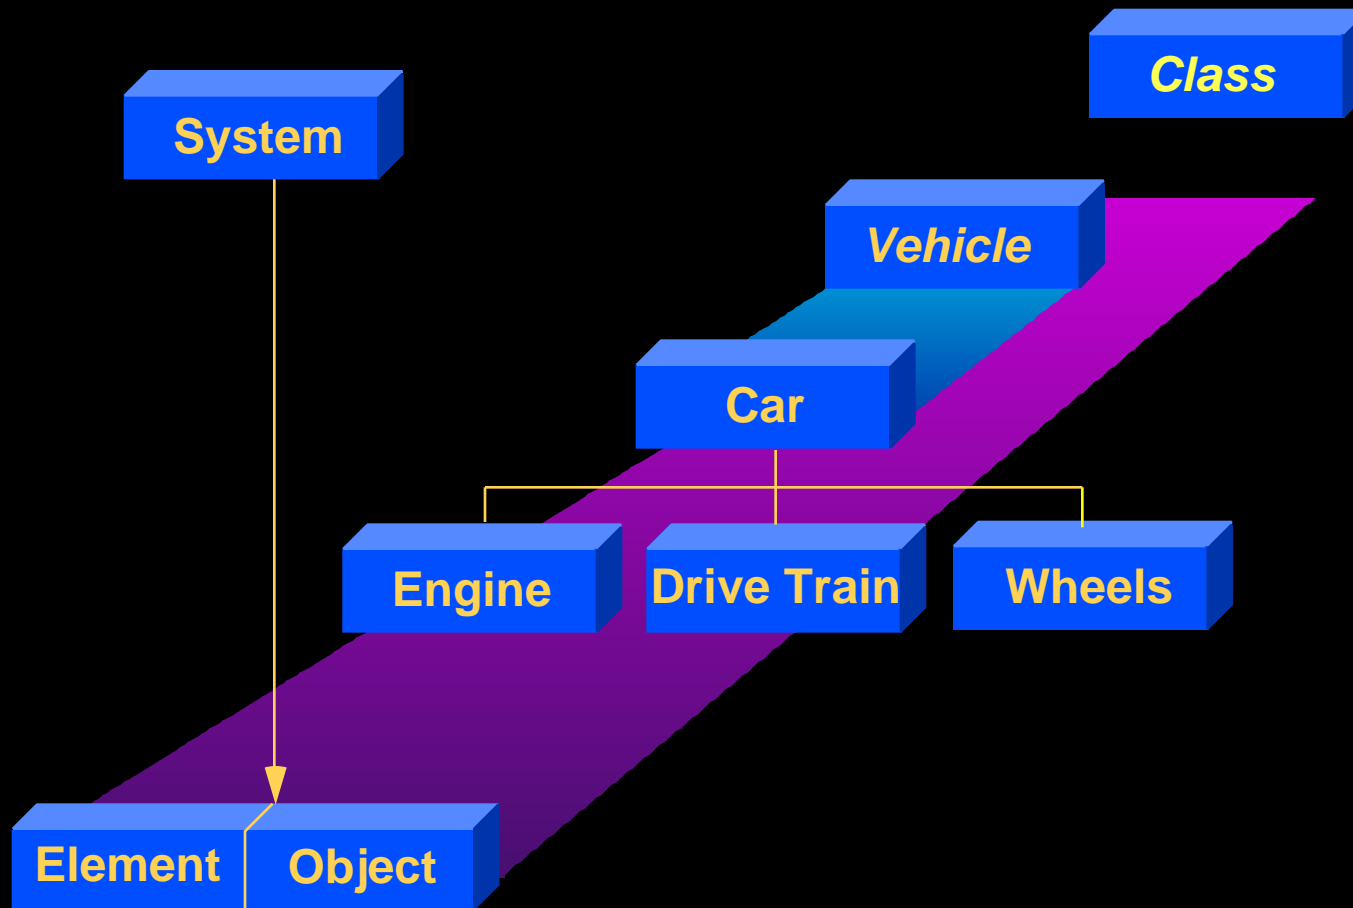 Class
System
Vehicle
Car
Engine
Drive Train
Wheels
Element
Object